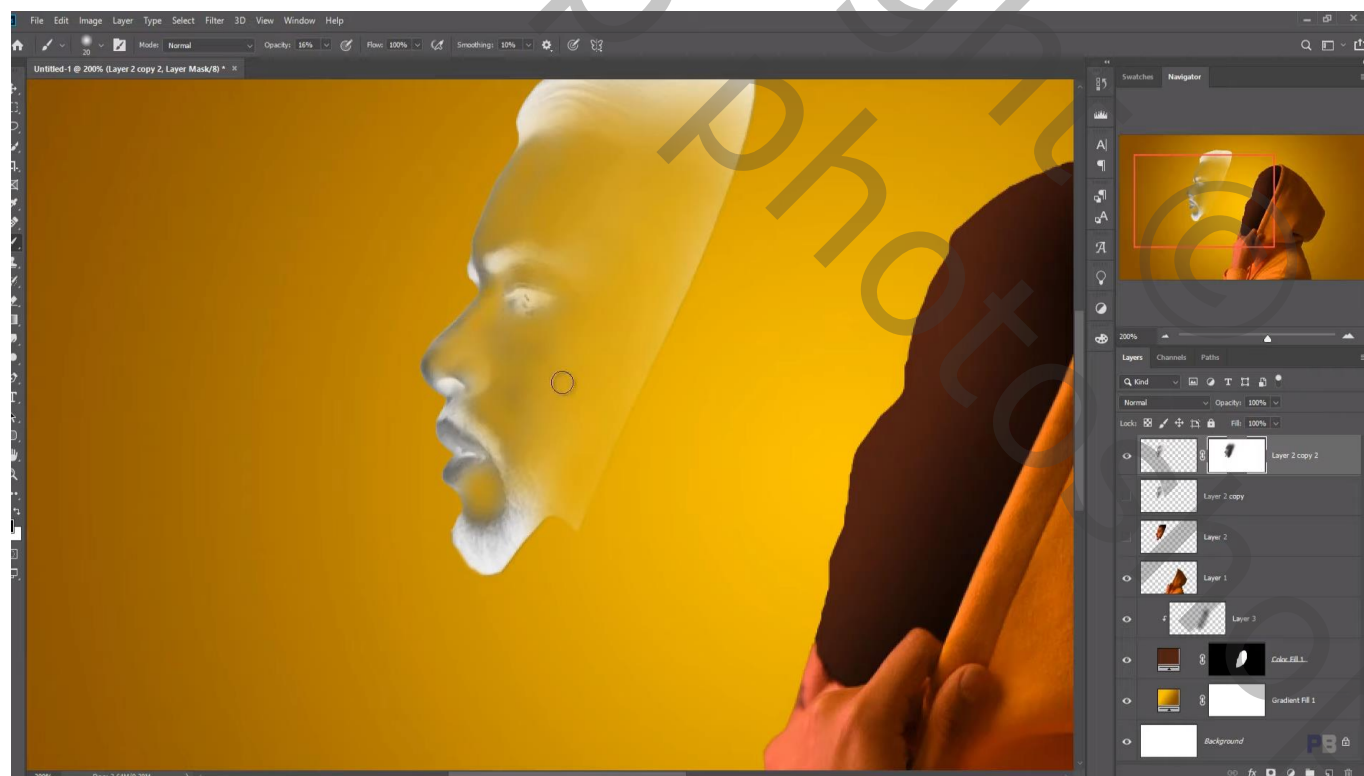 File Edit Image Layer Type Select Filter 3D View Window Help
20 Mode: Normal Opacity: 16% Flow: 100% Smoothing: 10%
Untitled-1 @ 200% (Layer 2 copy 2, Layer Mask/8) * ×
Swatches Navigator
200%
Layers Channels Paths
Kind
Normal Opacity: 100%
Lock: Fill: 100%
Layer 2 copy 2
Layer 2 copy
Layer 2
Layer 1
Layer 3
Color Fill 1
Gradient Fill 1
Background
PB
fx